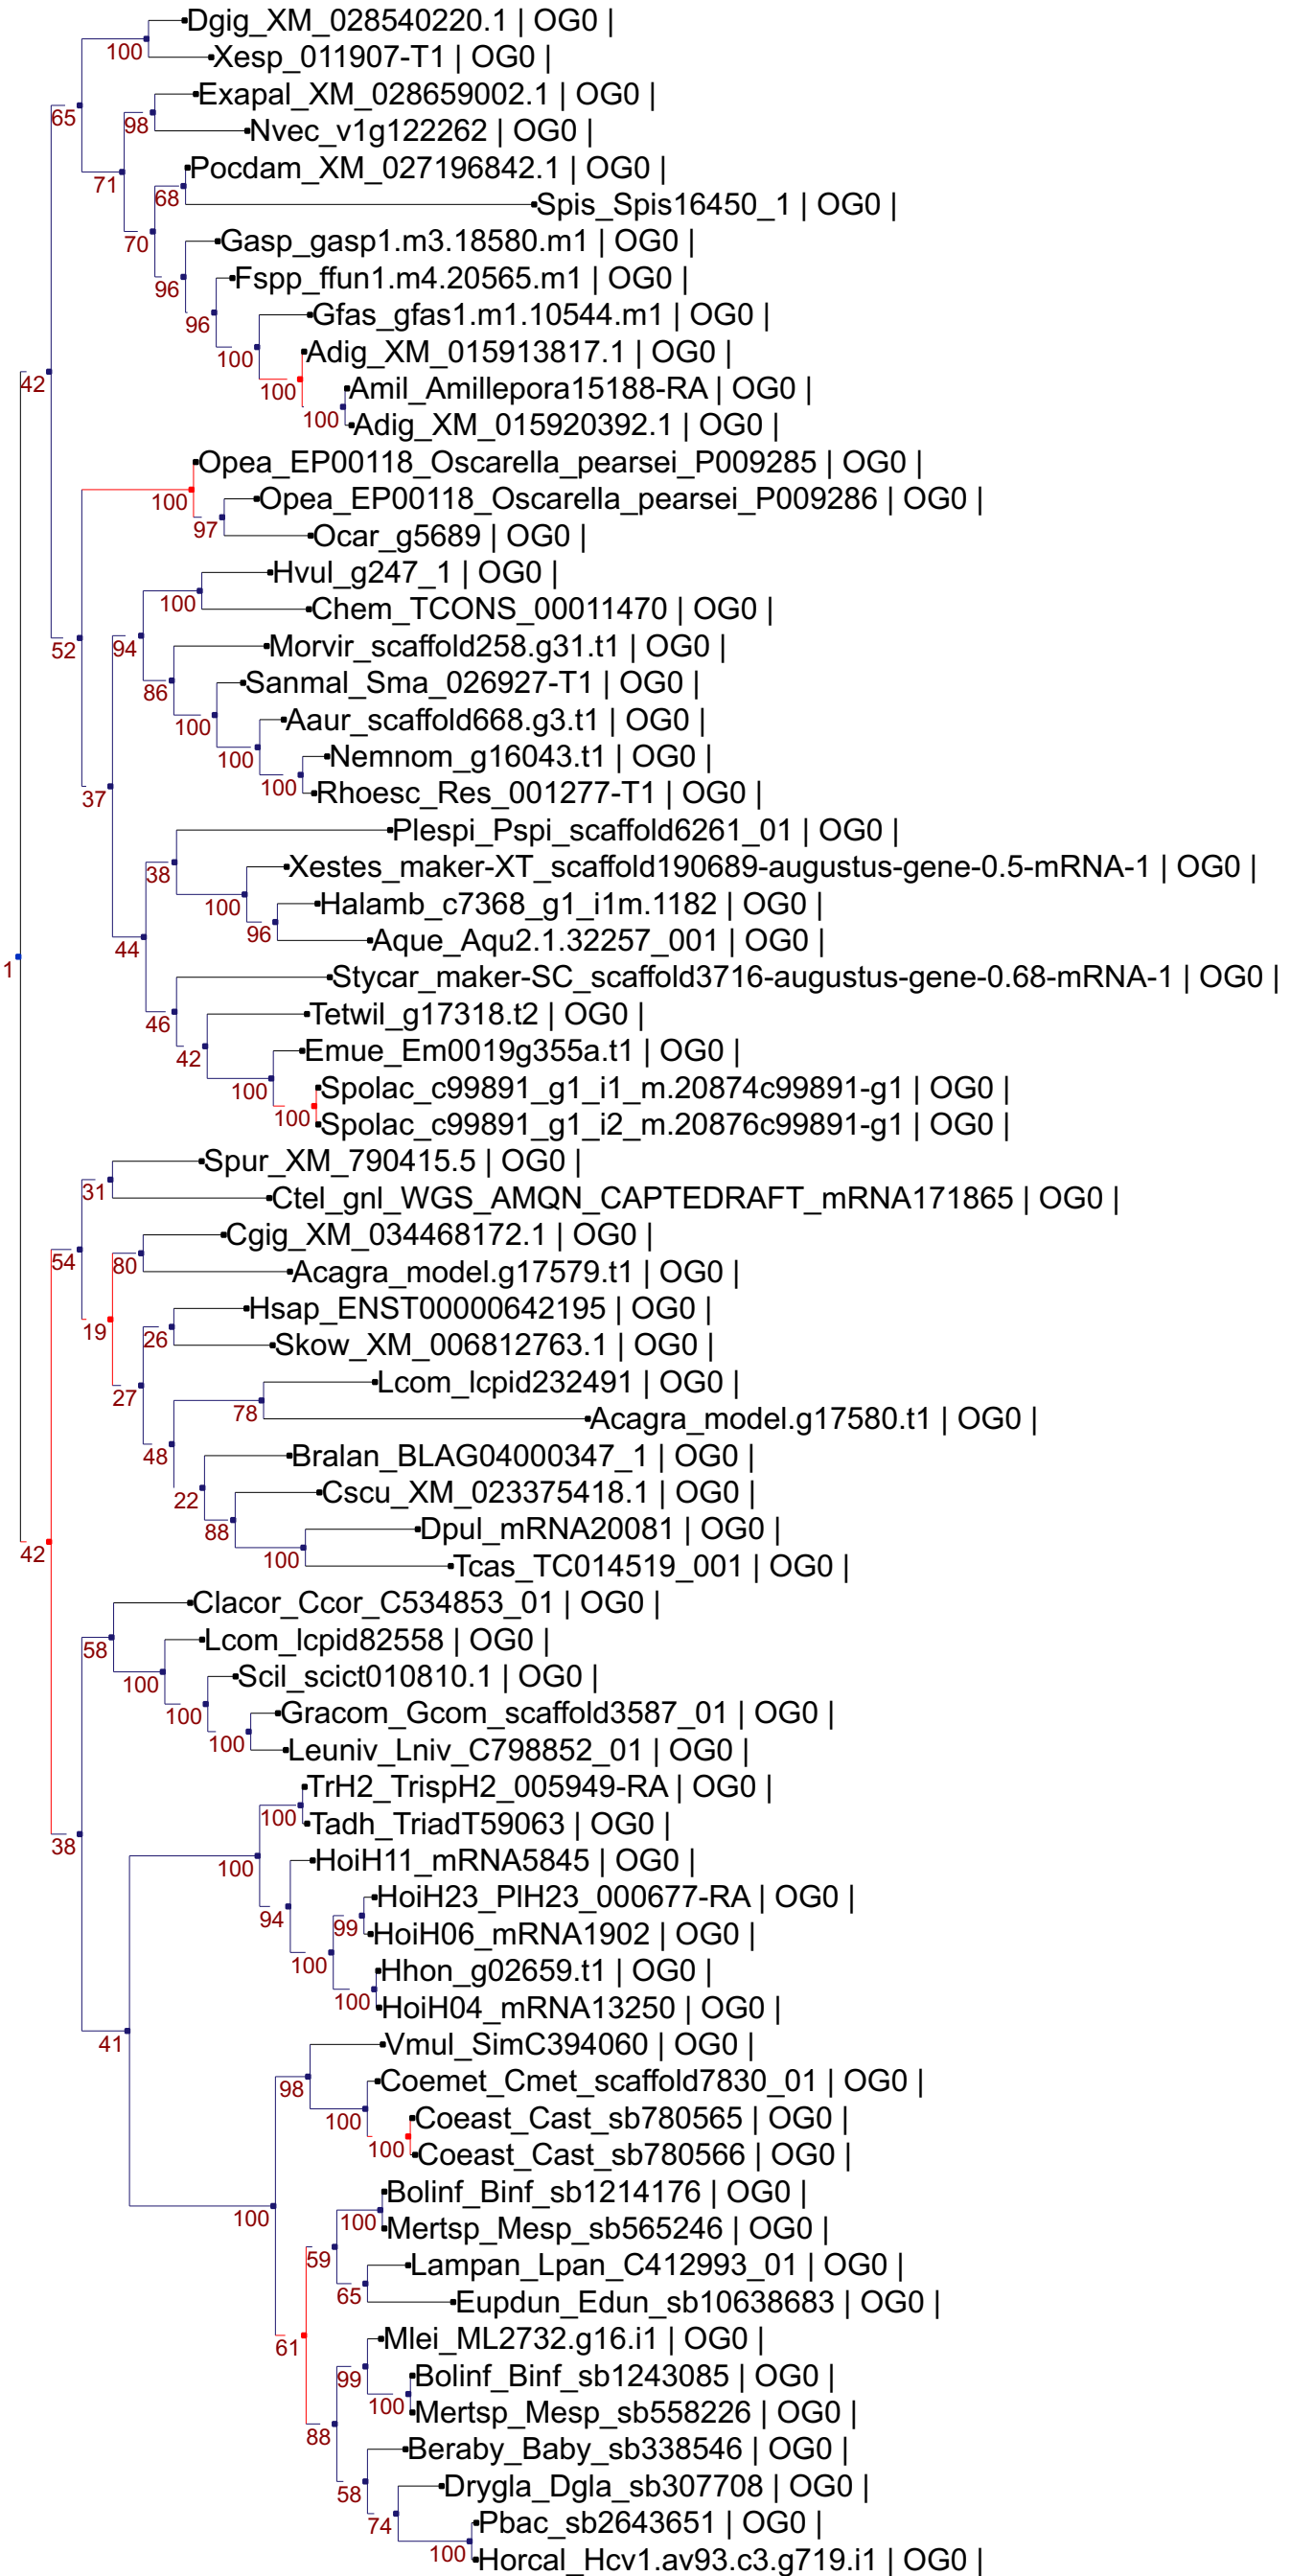 Dgig_XM_028540220.1 | OG0 |
100
Xesp_011907-T1 | OG0 |
Exapal_XM_028659002.1 | OG0 |
65
98
Nvec_v1g122262 | OG0 |
Pocdam_XM_027196842.1 | OG0 |
71
68
Spis_Spis16450_1 | OG0 |
70
Gasp_gasp1.m3.18580.m1 | OG0 |
Fspp_ffun1.m4.20565.m1 | OG0 |
96
Gfas_gfas1.m1.10544.m1 | OG0 |
96
Adig_XM_015913817.1 | OG0 |
100
42
Amil_Amillepora15188-RA | OG0 |
100
100
Adig_XM_015920392.1 | OG0 |
Opea_EP00118_Oscarella_pearsei_P009285 | OG0 |
100
Opea_EP00118_Oscarella_pearsei_P009286 | OG0 |
97
Ocar_g5689 | OG0 |
Hvul_g247_1 | OG0 |
100
Chem_TCONS_00011470 | OG0 |
52
94
Morvir_scaffold258.g31.t1 | OG0 |
86
Sanmal_Sma_026927-T1 | OG0 |
100
Aaur_scaffold668.g3.t1 | OG0 |
100
Nemnom_g16043.t1 | OG0 |
100
37
Rhoesc_Res_001277-T1 | OG0 |
Plespi_Pspi_scaffold6261_01 | OG0 |
38
Xestes_maker-XT_scaffold190689-augustus-gene-0.5-mRNA-1 | OG0 |
100
Halamb_c7368_g1_i1m.1182 | OG0 |
96
44
Aque_Aqu2.1.32257_001 | OG0 |
1
Stycar_maker-SC_scaffold3716-augustus-gene-0.68-mRNA-1 | OG0 |
46
Tetwil_g17318.t2 | OG0 |
42
Emue_Em0019g355a.t1 | OG0 |
100
Spolac_c99891_g1_i1_m.20874c99891-g1 | OG0 |
100
Spolac_c99891_g1_i2_m.20876c99891-g1 | OG0 |
Spur_XM_790415.5 | OG0 |
31
Ctel_gnl_WGS_AMQN_CAPTEDRAFT_mRNA171865 | OG0 |
Cgig_XM_034468172.1 | OG0 |
54
80
Acagra_model.g17579.t1 | OG0 |
Hsap_ENST00000642195 | OG0 |
19
26
Skow_XM_006812763.1 | OG0 |
Lcom_lcpid232491 | OG0 |
27
78
Acagra_model.g17580.t1 | OG0 |
48
Bralan_BLAG04000347_1 | OG0 |
22
Cscu_XM_023375418.1 | OG0 |
88
Dpul_mRNA20081 | OG0 |
42
100
Tcas_TC014519_001 | OG0 |
Clacor_Ccor_C534853_01 | OG0 |
58
Lcom_lcpid82558 | OG0 |
100
Scil_scict010810.1 | OG0 |
100
Gracom_Gcom_scaffold3587_01 | OG0 |
100
Leuniv_Lniv_C798852_01 | OG0 |
TrH2_TrispH2_005949-RA | OG0 |
100
Tadh_TriadT59063 | OG0 |
38
100
HoiH11_mRNA5845 | OG0 |
HoiH23_PlH23_000677-RA | OG0 |
94
99
HoiH06_mRNA1902 | OG0 |
100
Hhon_g02659.t1 | OG0 |
100
HoiH04_mRNA13250 | OG0 |
41
Vmul_SimC394060 | OG0 |
98
Coemet_Cmet_scaffold7830_01 | OG0 |
100
Coeast_Cast_sb780565 | OG0 |
100
Coeast_Cast_sb780566 | OG0 |
Bolinf_Binf_sb1214176 | OG0 |
100
100
Mertsp_Mesp_sb565246 | OG0 |
59
Lampan_Lpan_C412993_01 | OG0 |
65
Eupdun_Edun_sb10638683 | OG0 |
61
Mlei_ML2732.g16.i1 | OG0 |
99
Bolinf_Binf_sb1243085 | OG0 |
100
Mertsp_Mesp_sb558226 | OG0 |
88
Beraby_Baby_sb338546 | OG0 |
58
Drygla_Dgla_sb307708 | OG0 |
74
Pbac_sb2643651 | OG0 |
100
Horcal_Hcv1.av93.c3.g719.i1 | OG0 |